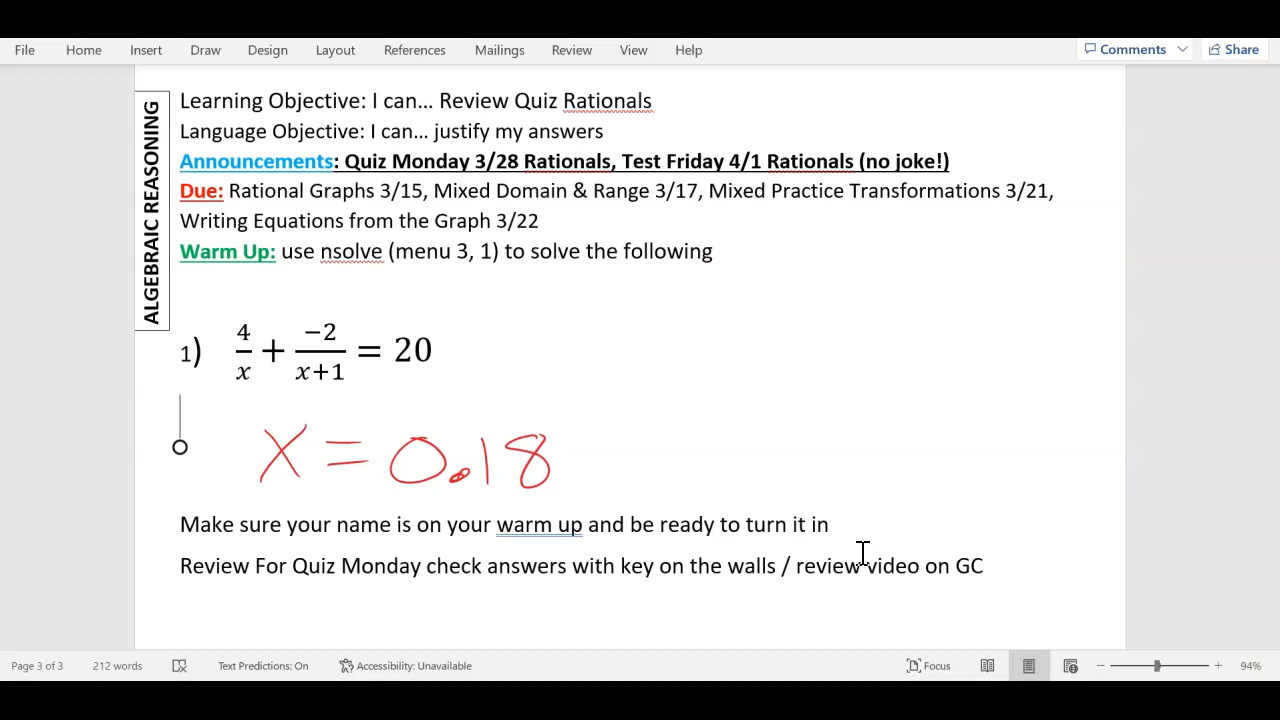 File Home Insert Draw Design Layout References Mailings Review View Help Comments Share
ALGEBRAIC REASONING
Learning Objective: I can... Review Quiz Rationals
Language Objective: I can... justify my answers
Announcements: Quiz Monday 3/28 Rationals, Test Friday 4/1 Rationals (no joke!)
Due: Rational Graphs 3/15, Mixed Domain & Range 3/17, Mixed Practice Transformations 3/21,
Writing Equations from the Graph 3/22
Warm Up: use nsolve (menu 3, 1) to solve the following
1) 4/x + −2/x+1 = 20
X = 0.18
Make sure your name is on your warm up and be ready to turn it in
Review For Quiz Monday check answers with key on the walls / review video on GC
Page 3 of 3 212 words Text Predictions: On Accessibility: Unavailable Focus 94%